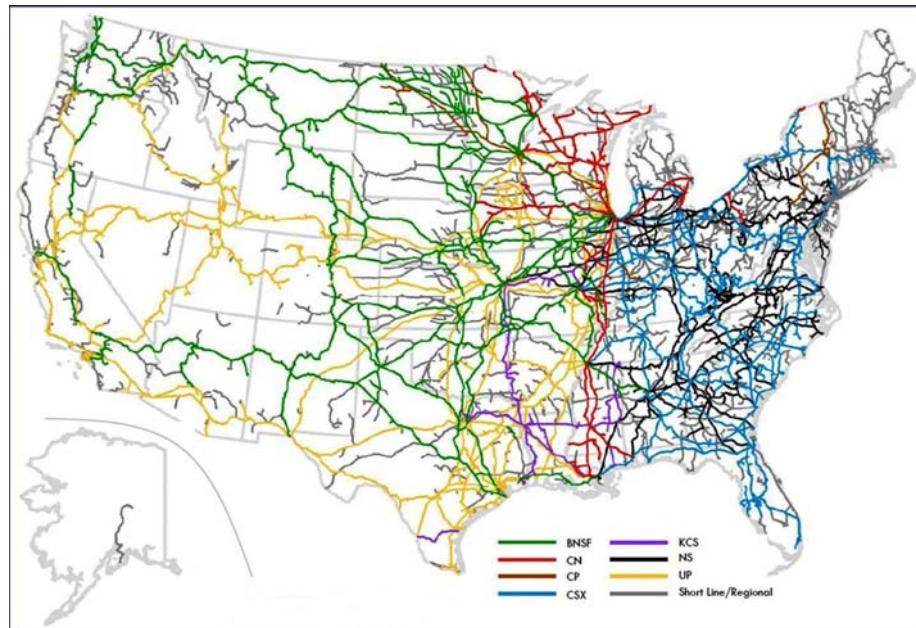 BNSF
CN
CP
CSX
KCS
NS
UP
Short Line/Regional